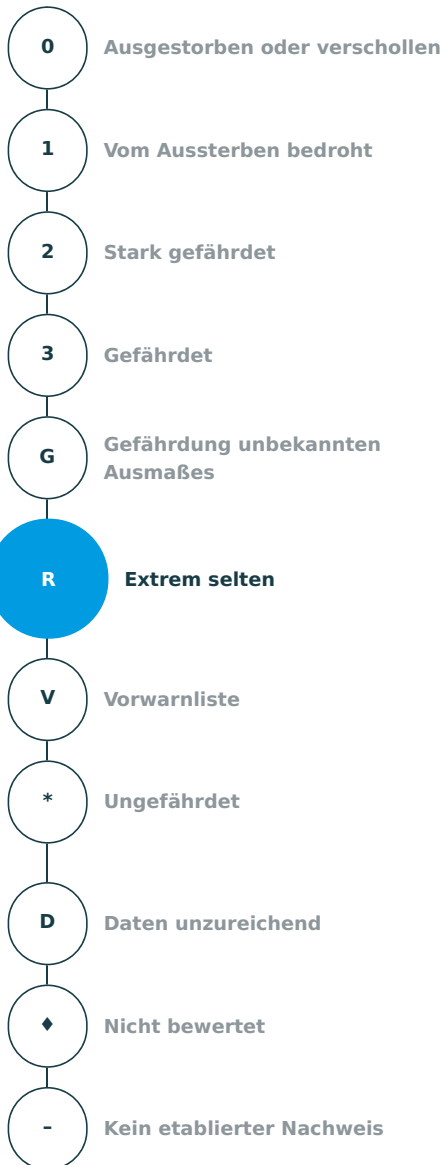 0 Ausgestorben oder verschollen
1 Vom Aussterben bedroht
2 Stark gefährdet
3 Gefährdet
G Gefährdung unbekannten
Ausmaßes
R Extrem selten
V Vorwarnliste
* Ungefährdet
D Daten unzureichend
♦ Nicht bewertet
– Kein etablierter Nachweis